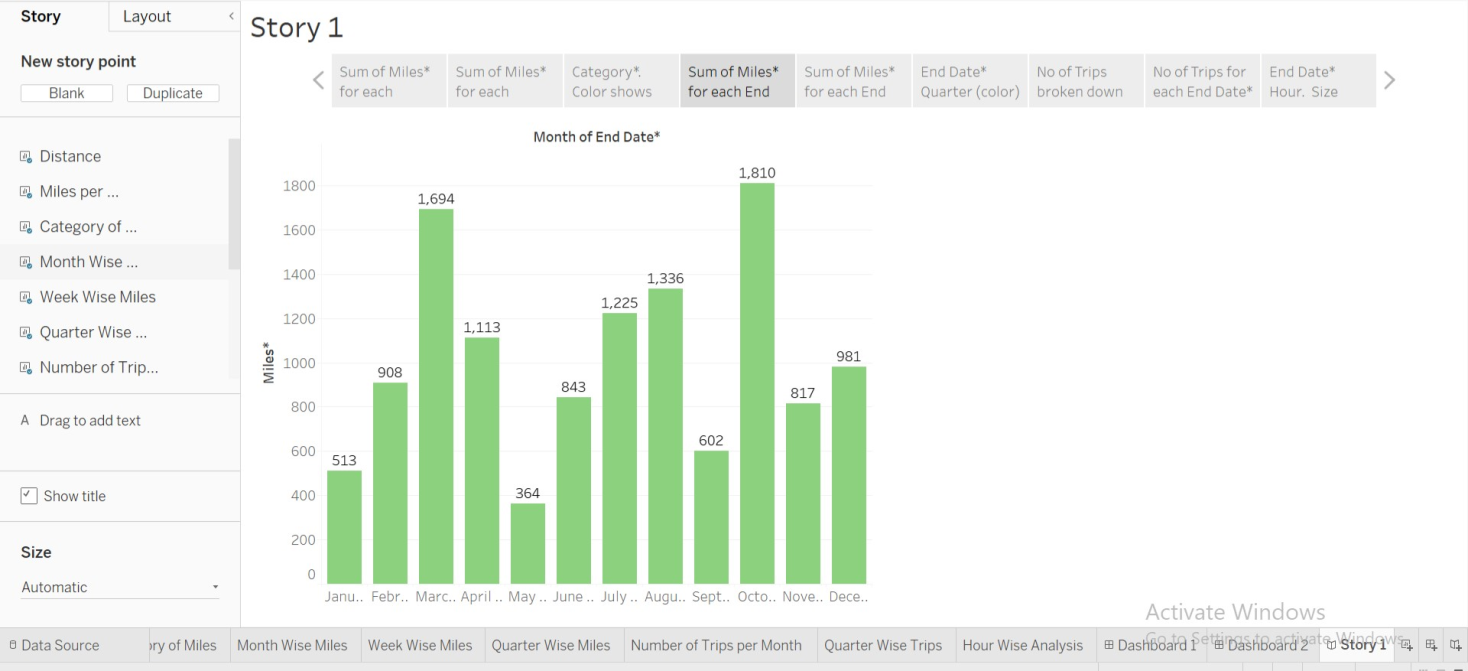 Story
Layout
New story point
Blank
Duplicate
Distance
Miles per ...
Category of ...
Month Wise ...
Week Wise Miles
Quarter Wise ...
Number of Trip...
A Drag to add text
Show title
Size
Automatic
Story 1
Sum of Miles*
for each
Sum of Miles*
for each
Category*.
Color shows
Sum of Miles*
for each End
Sum of Miles*
for each End
End Date*
Quarter (color)
No of Trips
broken down
No of Trips for
each End Date*
End Date*
Hour. Size
Month of End Date*
Miles*
1800
1600
1400
1200
1000
800
600
400
200
0
513
908
1,694
1,113
364
843
1,225
1,336
602
1,810
817
981
Janu.. Febr.. Marc.. April .. May .. June .. July .. Augu.. Sept.. Octo.. Nove.. Dece..
Activate Windows
Go to Settings to activate Windows.
Data Source
ory of Miles
Month Wise Miles
Week Wise Miles
Quarter Wise Miles
Number of Trips per Month
Quarter Wise Trips
Hour Wise Analysis
Dashboard 1
Dashboard 2
Story 1